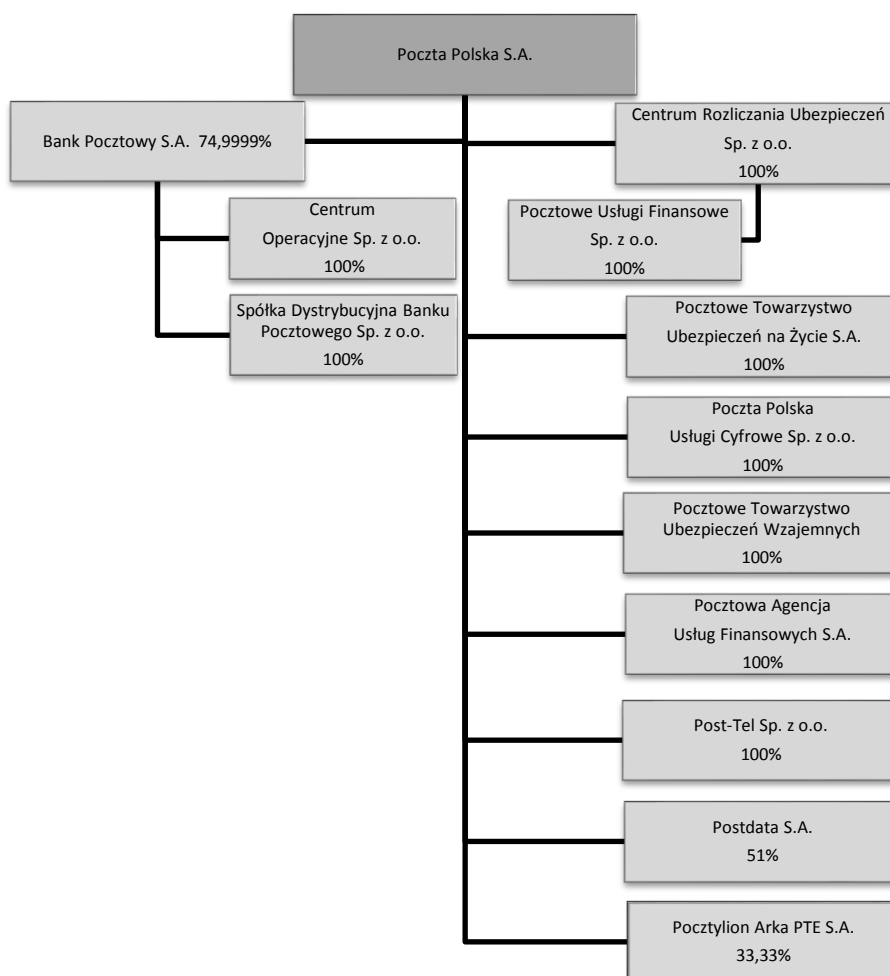 Poczta Polska S.A.
Bank Pocztowy S.A. 74,9999%
Centrum Rozliczania Ubezpieczeń
Sp. z o.o.
100%
Centrum
Operacyjne Sp. z o.o.
100%
Pocztowe Usługi Finansowe
Sp. z o.o.
100%
Spółka Dystrybucyjna Banku
Pocztowego Sp. z o.o.
100%
Pocztowe Towarzystwo
Ubezpieczeń na Życie S.A.
100%
Poczta Polska
Usługi Cyfrowe Sp. z o.o.
100%
Pocztowe Towarzystwo
Ubezpieczeń Wzajemnych
100%
Pocztowa Agencja
Usług Finansowych S.A.
100%
Post-Tel Sp. z o.o.
100%
Postdata S.A.
51%
Pocztylion Arka PTE S.A.
33,33%